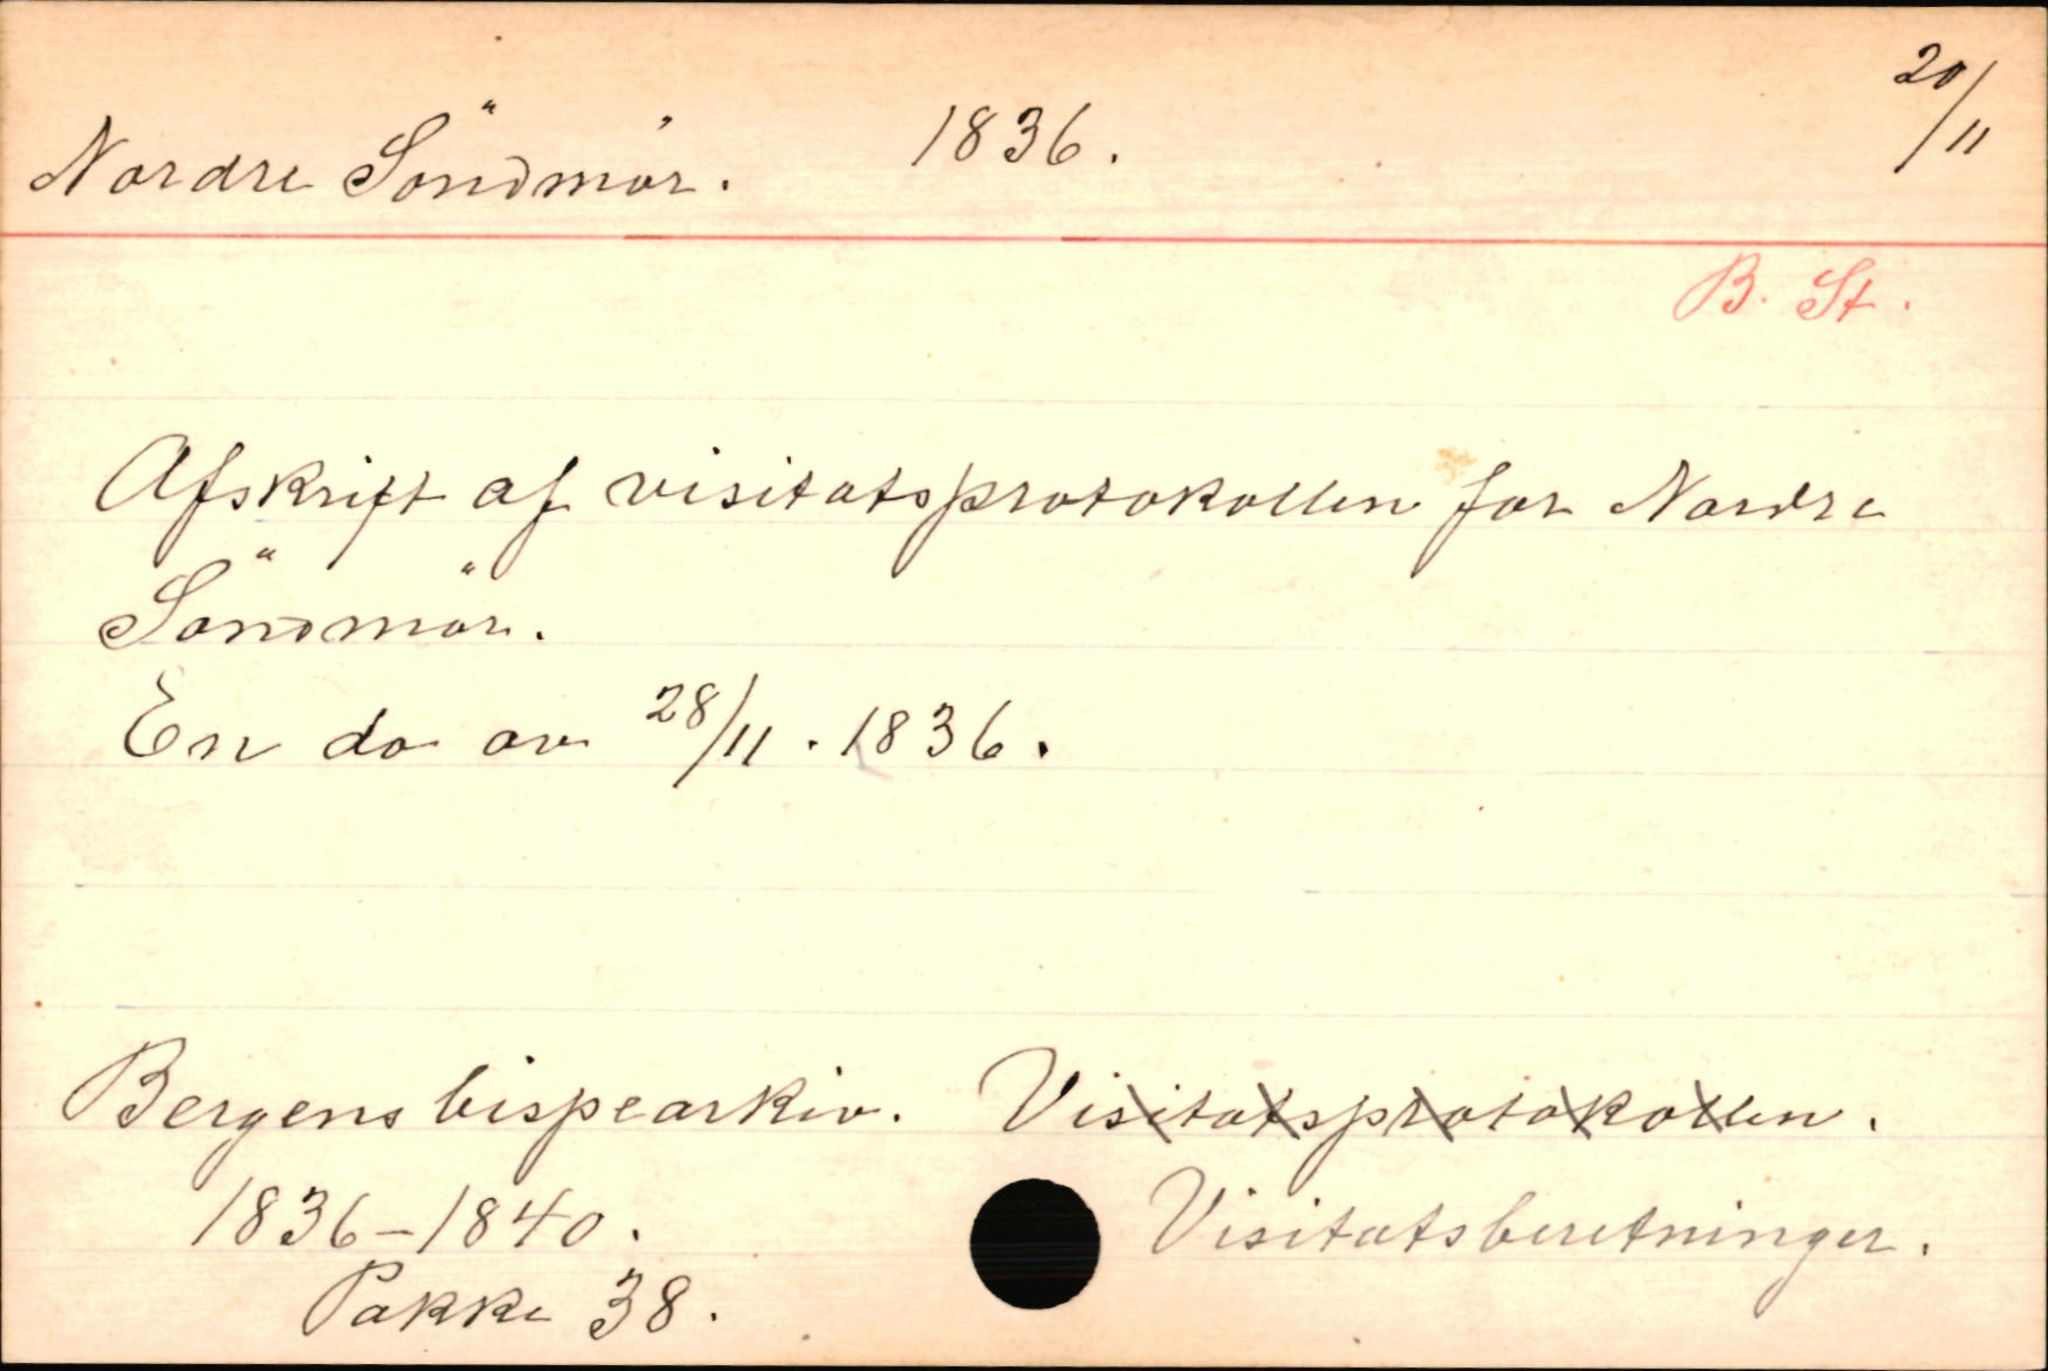 Nordre Söndmör. 1836. 20/11
B. St.
Afskrift af visitatsprotokollen for Nordre
Söndmör.
En do av 28/11. 1836.
Bergens bispearkiv. Visitatsprotokollen.
1836-1840. Visitatsberetninger.
Pakke 38.